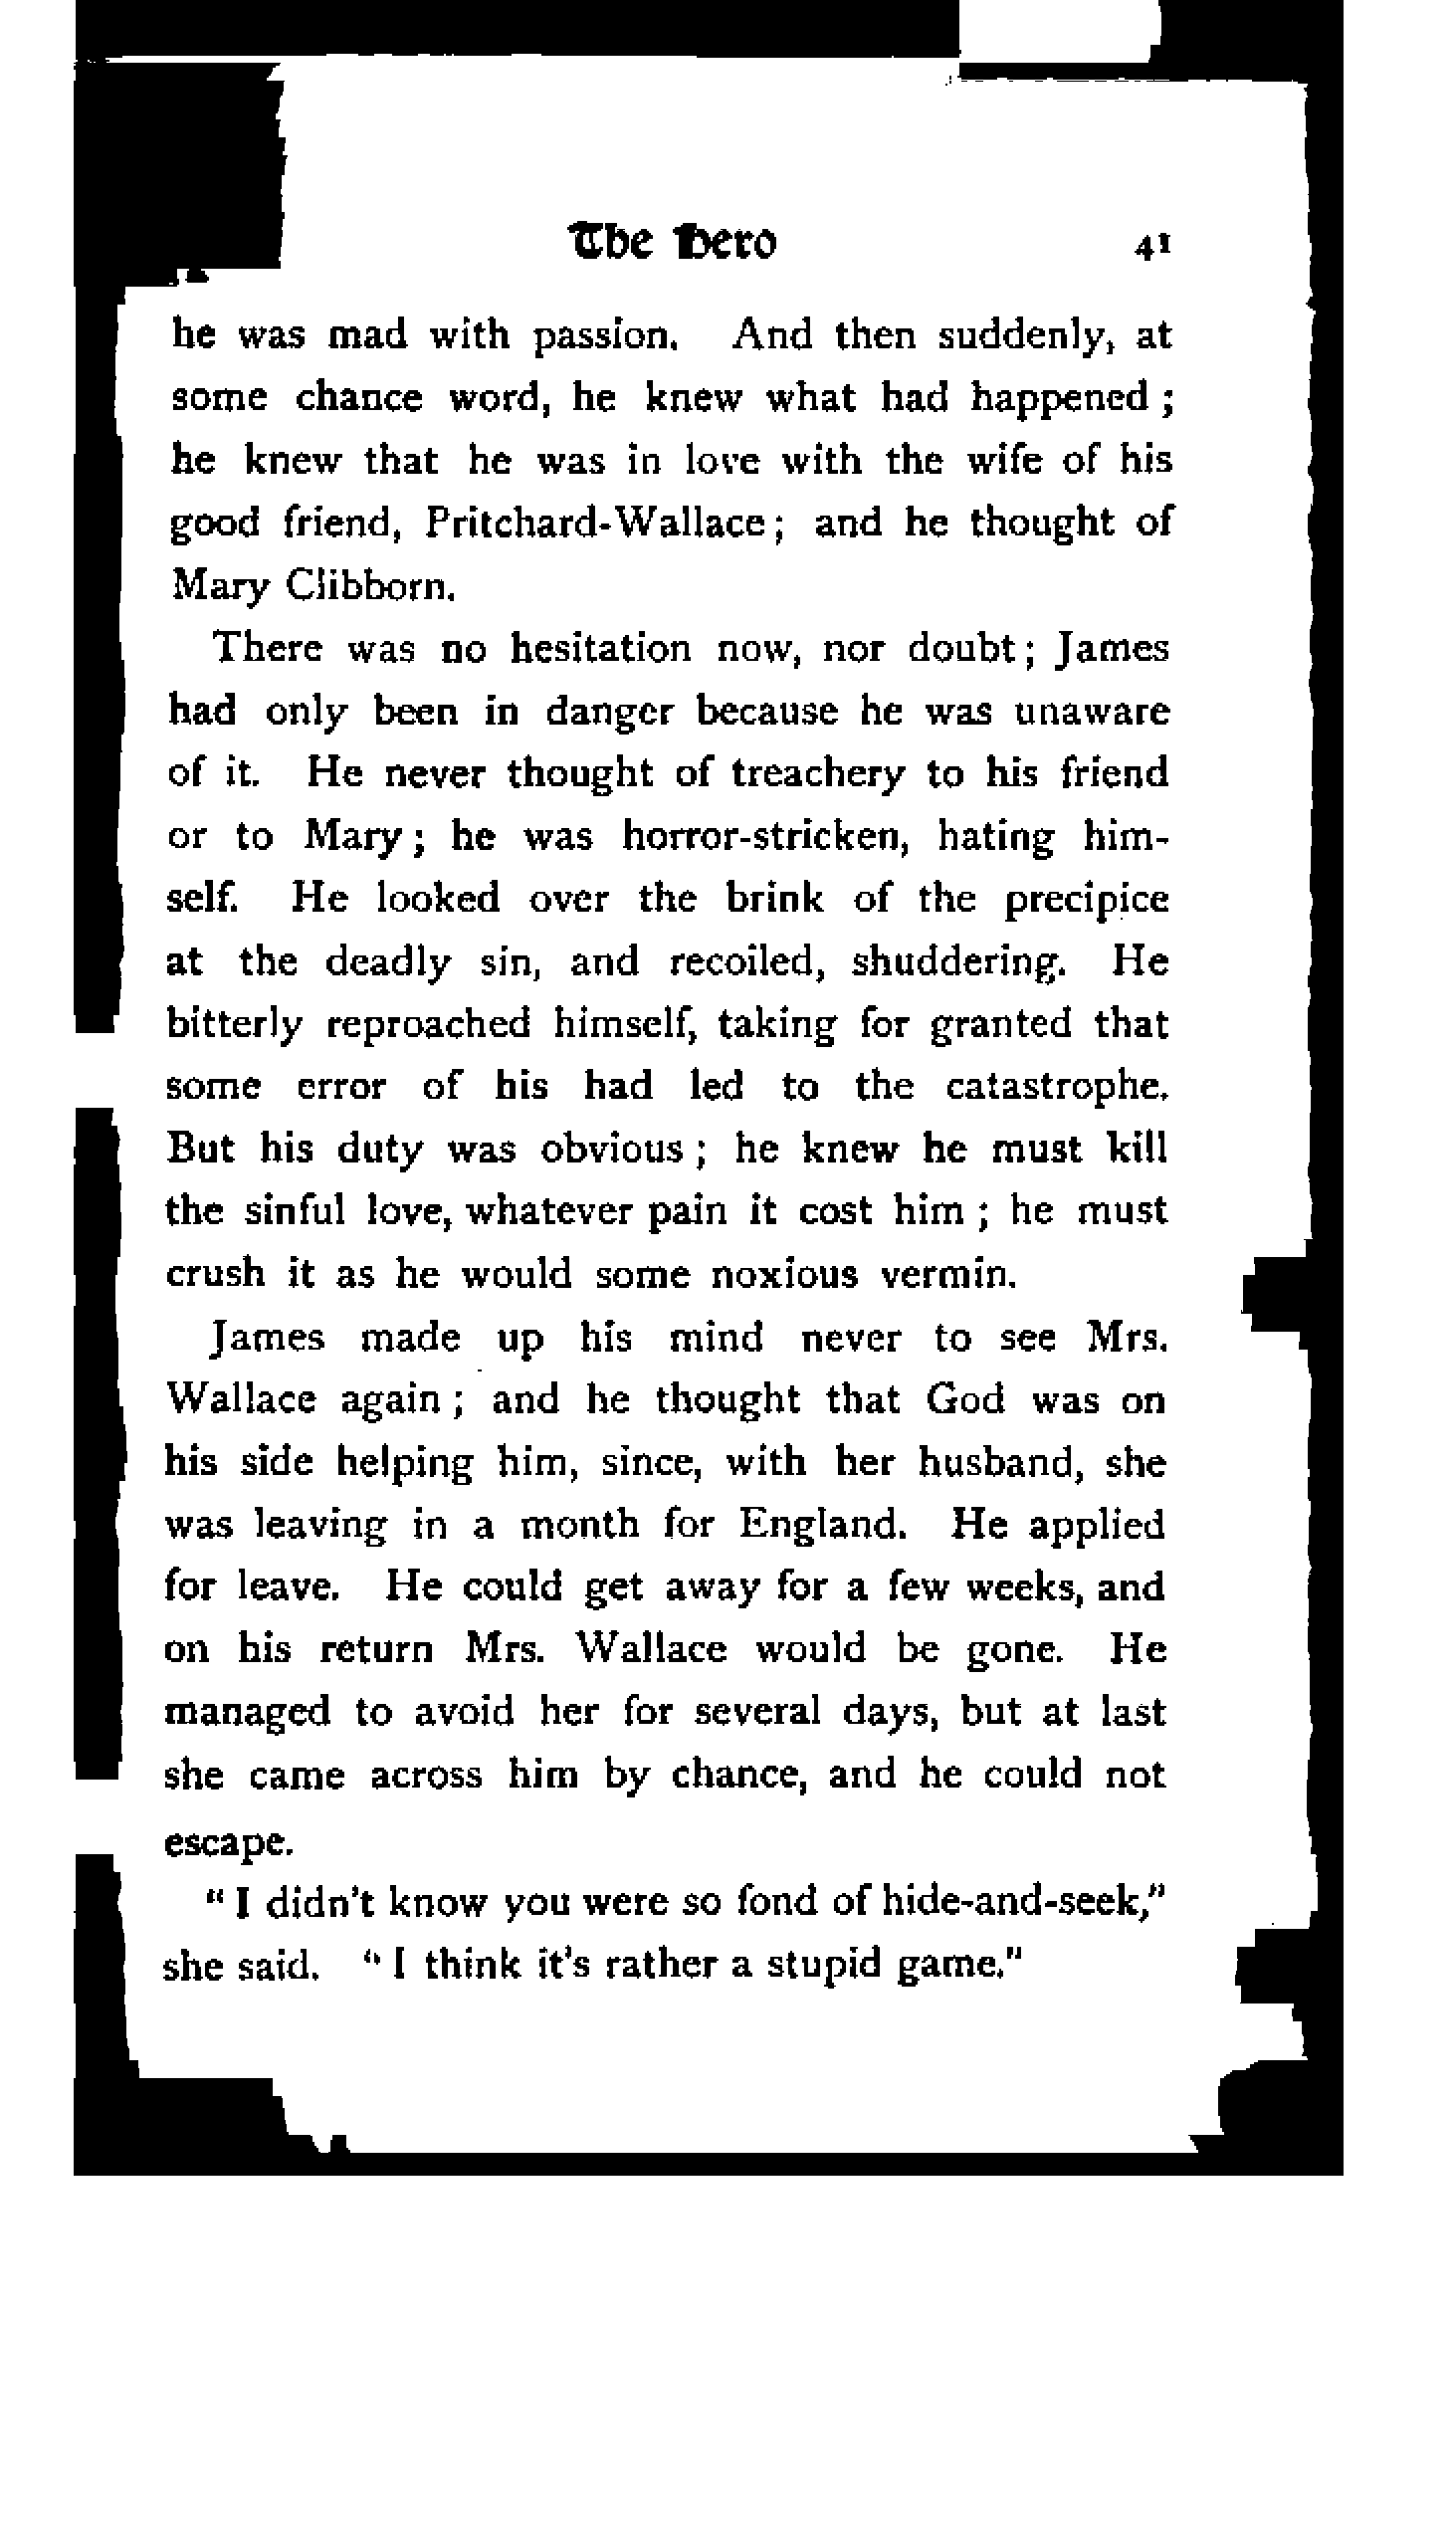 The Hero 41
he was mad with passion. And then suddenly, at
some chance word, he knew what had happened ;
he knew that he was in love with the wife of his
good friend, Pritchard-Wallace ; and he thought of
Mary Clibborn.
There was no hesitation now, nor doubt ; James
had only been in danger because he was unaware
of it. He never thought of treachery to his friend
or to Mary ; he was horror-stricken, hating him-
self. He looked over the brink of the precipice
at the deadly sin, and recoiled, shuddering. He
bitterly reproached himself, taking for granted that
some error of his had led to the catastrophe.
But his duty was obvious ; he knew he must kill
the sinful love, whatever pain it cost him ; he must
crush it as he would some noxious vermin.
James made up his mind never to see Mrs.
Wallace again ; and he thought that God was on
his side helping him, since, with her husband, she
was leaving in a month for England. He applied
for leave. He could get away for a few weeks, and
on his return Mrs. Wallace would be gone. He
managed to avoid her for several days, but at last
she came across him by chance, and he could not
escape.
" I didn't know you were so fond of hide-and-seek,"
she said. " I think it's rather a stupid game."